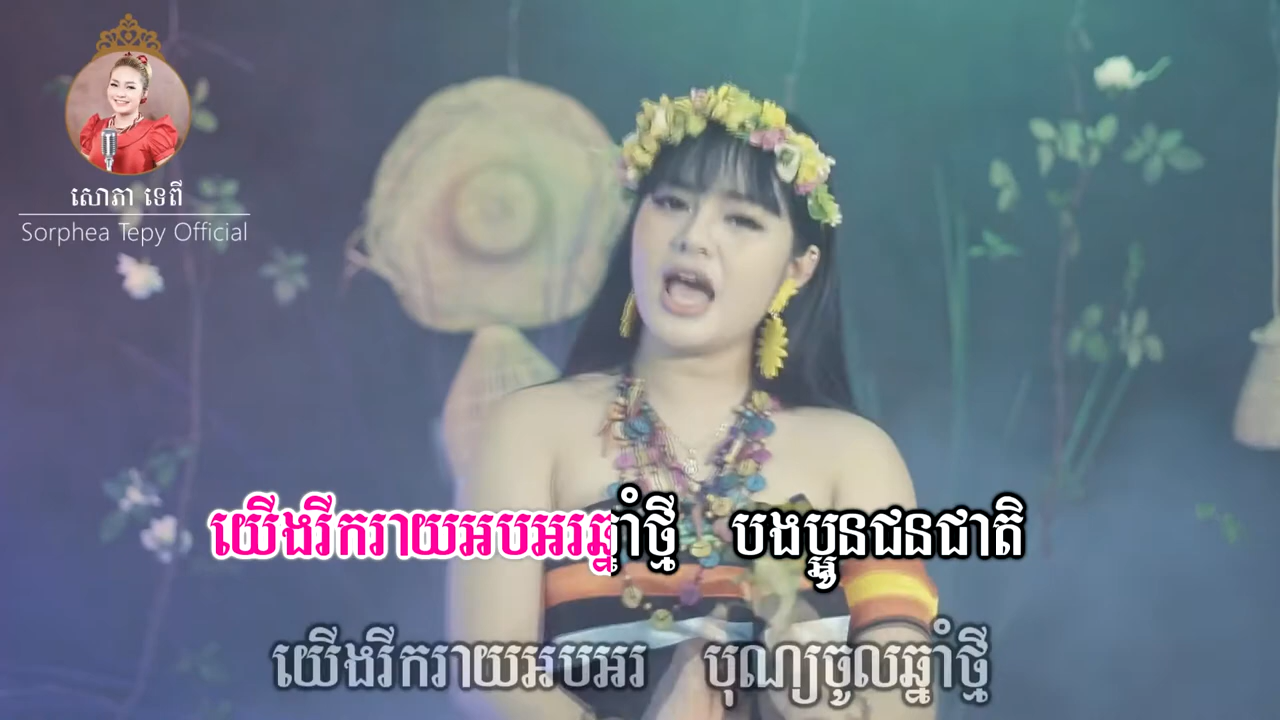 សោភា ទេពី
Sorphea Tepy Official
យើងរីករាយអបអរឆ្នាំថ្មី បងប្អូនជនជាតិ
យើងរីករាយអបអរ បុណ្យចូលឆ្នាំថ្មី